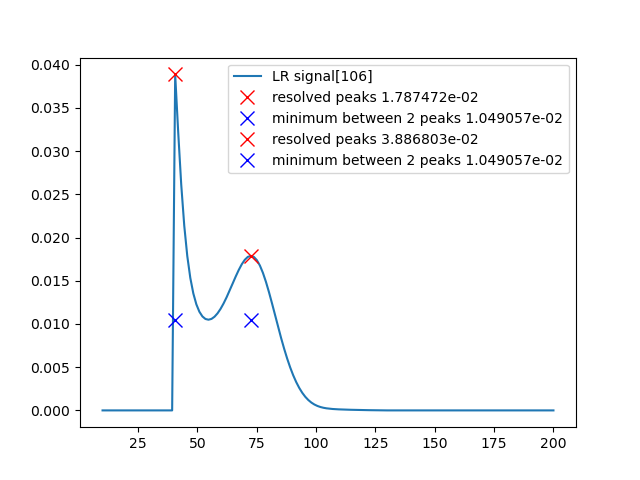 0.040
0.035
0.030
0.025
0.020
0.015
0.010
0.005
0.000
LR signal[106]
resolved peaks 1.787472e-02
minimum between 2 peaks 1.049057e-02
resolved peaks 3.886803e-02
minimum between 2 peaks 1.049057e-02
25 50 75 100 125 150 175 200